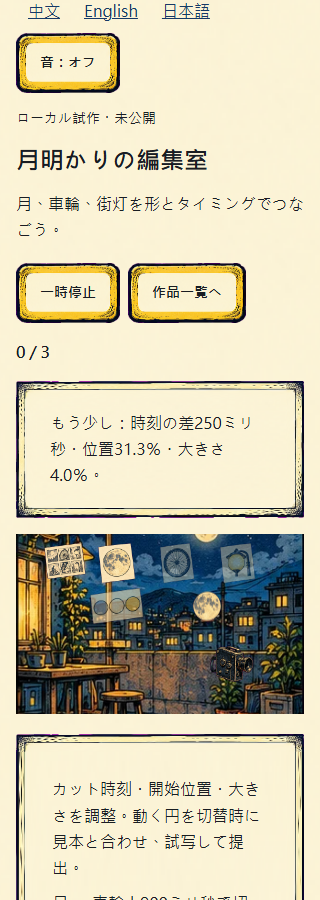 中文 English 日本語
音：オフ
ローカル試作・未公開
月明かりの編集室
月、車輪、街灯を形とタイミングでつな
ごう。
一時停止 作品一覧へ
0 / 3
もう少し：時刻の差250ミリ
秒・位置31.3%・大きさ
4.0%。
カット時刻・開始位置・大き
さを調整。動く円を切替時に
見本と合わせ、試写して提
出。